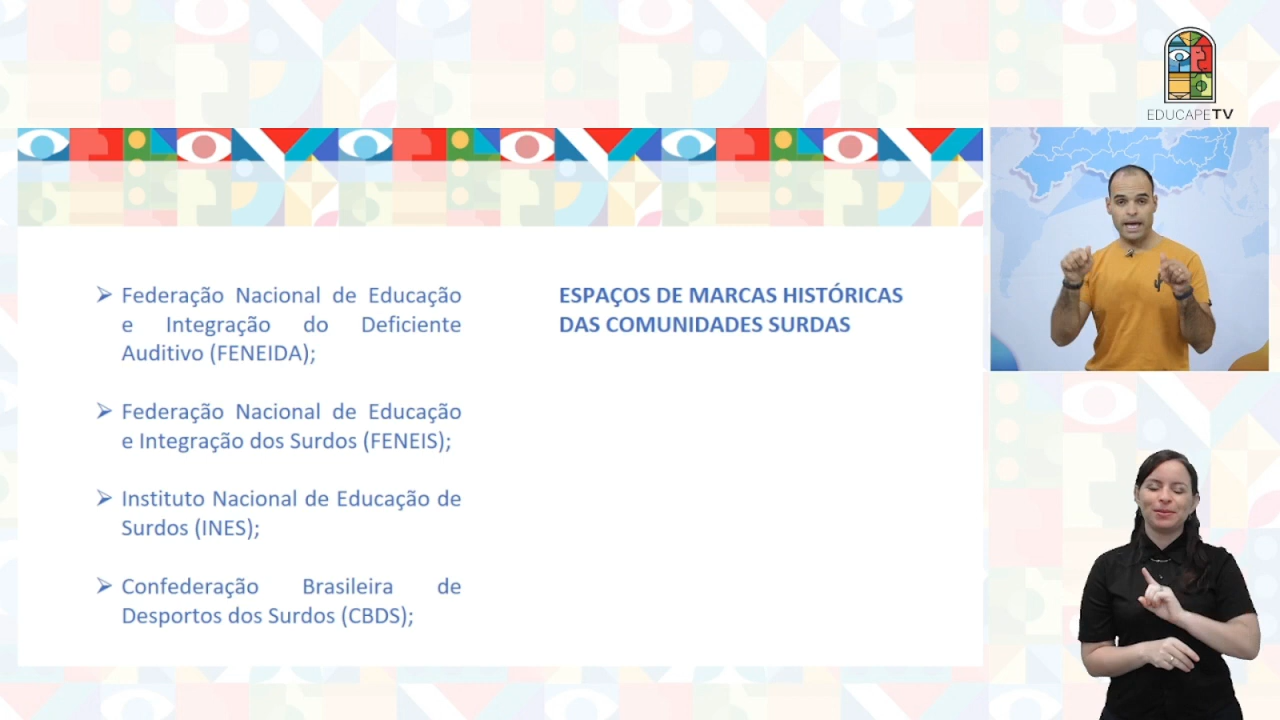 EDUCAPETV
Federação Nacional de Educação
e Integração do Deficiente
Auditivo (FENEIDA);
Federação Nacional de Educação
e Integração dos Surdos (FENEIS);
Instituto Nacional de Educação de
Surdos (INES);
Confederação Brasileira de
Desportos dos Surdos (CBDS);
ESPAÇOS DE MARCAS HISTÓRICAS
DAS COMUNIDADES SURDAS